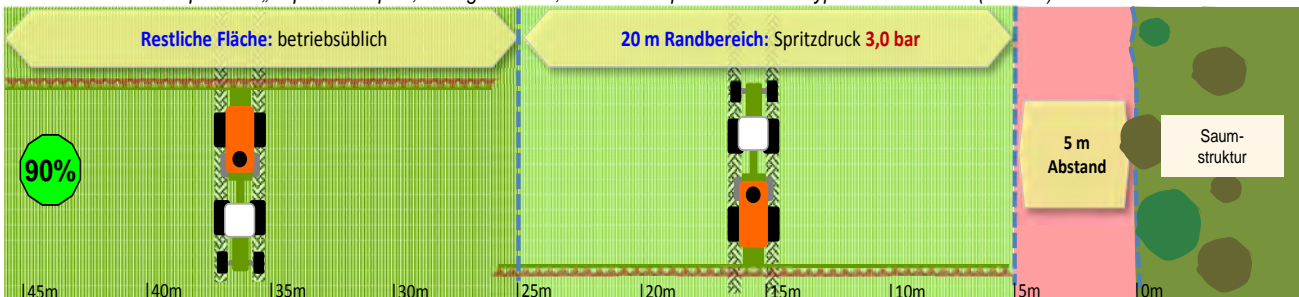 Restliche Fläche: betriebsüblich
20 m Randbereich: Spritzdruck 3,0 bar
90%
5 m
Abstand
Saum-
struktur
|45m |40m |35m |30m |25m |20m |15m |10m |5m |0m